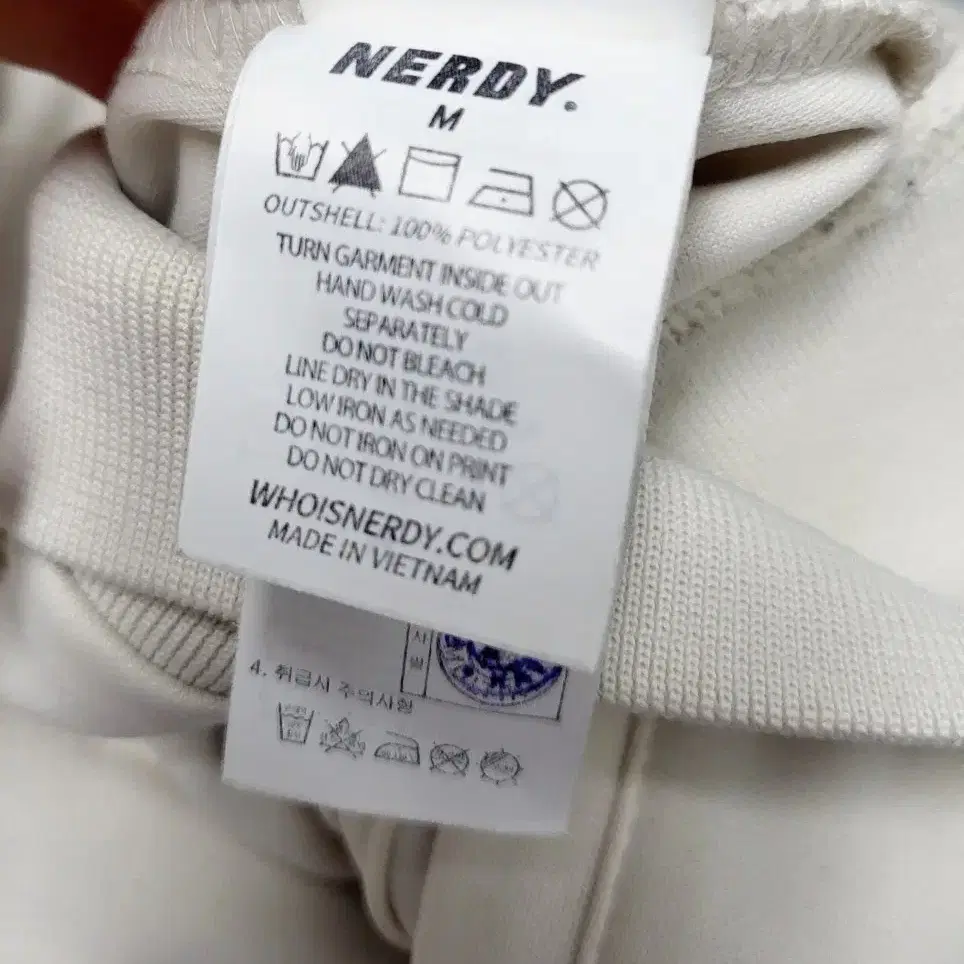 NERDY.
M
OUTSHELL: 100% POLYESTER
TURN GARMENT INSIDE OUT
HAND WASH COLD
SEPARATELY
DO NOT BLEACH
LINE DRY IN THE SHADE
LOW IRON AS NEEDED
DO NOT IRON ON PRINT
DO NOT DRY CLEAN
WHOISNERDY.COM
MADE IN VIETNAM
4. 취급시 주의사항